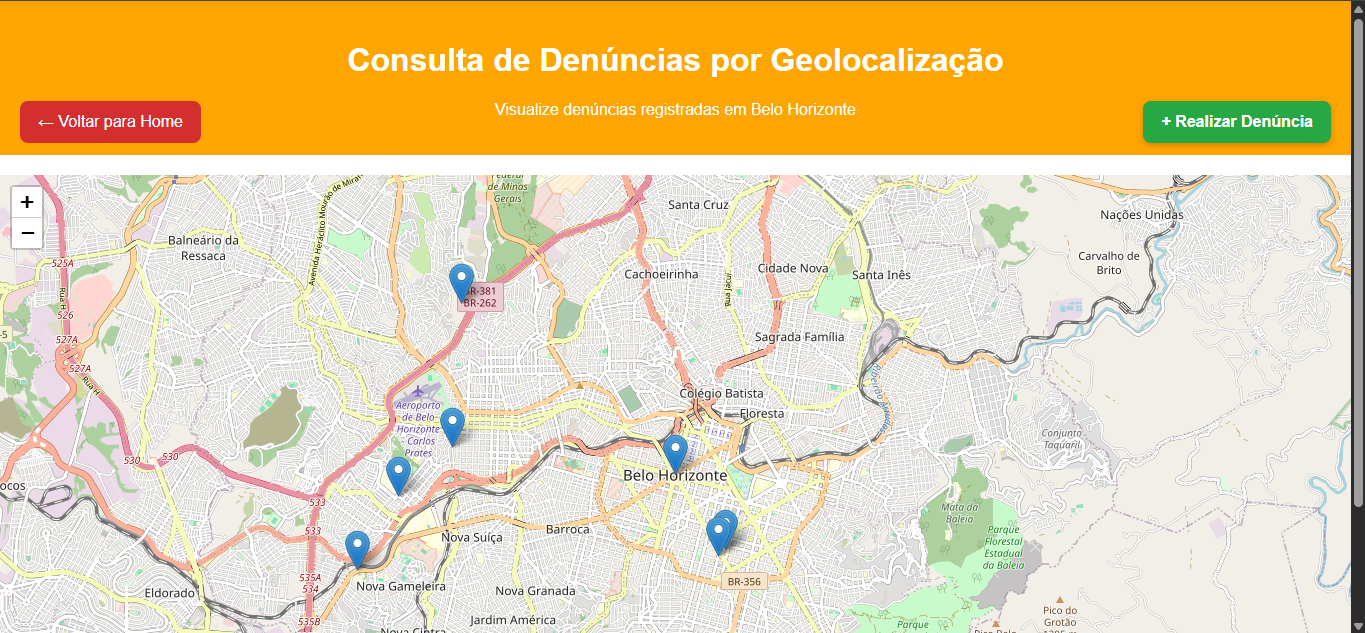 Consulta de Denúncias por Geolocalização
Visualize denúncias registradas em Belo Horizonte
← Voltar para Home
+ Realizar Denúncia
+
−
de Minas
Gerais
Santa Cruz
Nações Unidas
Balneário da
Ressaca
Avenida Heráclito Mourão de
Carvalho de
Brito
525A
Cachoeirinha
Cidade Nova
Santa Inês
Rua Jacuí
BR-381
BR-262
Rua H
526
527A
527A
Rua H
Sagrada Família
Colégio Batista
Floresta
Aeroporto
de Belo
Horizonte
Carlos
Prates
Conjunto
Taquaril
530
530
Belo Horizonte
533
533
Mata da
Baleia
Parque
Florestal
Estadual
da Baleia
Barroca
Nova Suíça
535A
534
535B
Nova Gameleira
BR-356
Eldorado
Nova Granada
Jardim América
Nova Cintra
Pico do
Grotão
Parque